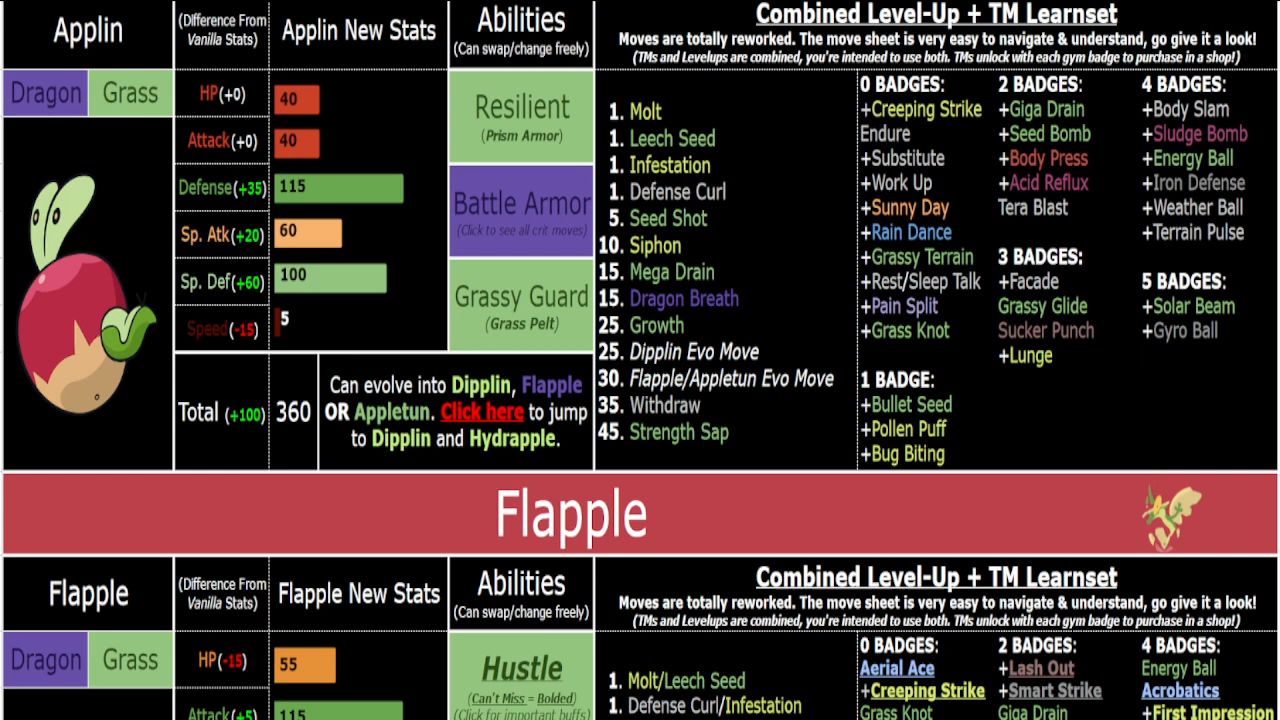 Applin
(Difference From
Vanilla Stats)
Applin New Stats
Abilities
(Can swap/change freely)
Combined Level-Up + TM Learnset
Moves are totally reworked. The move sheet is very easy to navigate & understand, go give it a look!
(TMs and Levelups are combined, you're intended to use both. TMs unlock with each gym badge to purchase in a shop!)
Dragon Grass
HP(+0) 40
Attack(+0) 40
Defense(+35) 115
Sp. Atk(+20) 60
Sp. Def(+60) 100
Speed(-15) 5
Total (+100) 360
Can evolve into Dipplin, Flapple
OR Appletun. Click here to jump
to Dipplin and Hydrapple.
Resilient
(Prism Armor)
Battle Armor
(Click to see all crit moves)
Grassy Guard
(Grass Pelt)
1. Molt
1. Leech Seed
1. Infestation
1. Defense Curl
5. Seed Shot
10. Siphon
15. Mega Drain
15. Dragon Breath
25. Growth
25. Dipplin Evo Move
30. Flapple/Appletun Evo Move
35. Withdraw
45. Strength Sap
0 BADGES:
+Creeping Strike
Endure
+Substitute
+Work Up
+Sunny Day
+Rain Dance
+Grassy Terrain
+Rest/Sleep Talk
+Pain Split
+Grass Knot
1 BADGE:
+Bullet Seed
+Pollen Puff
+Bug Biting
2 BADGES:
+Giga Drain
+Seed Bomb
+Body Press
+Acid Reflux
Tera Blast
3 BADGES:
+Facade
Grassy Glide
Sucker Punch
+Lunge
4 BADGES:
+Body Slam
+Sludge Bomb
+Energy Ball
+Iron Defense
+Weather Ball
+Terrain Pulse
5 BADGES:
+Solar Beam
+Gyro Ball
Flapple
Flapple
(Difference From
Vanilla Stats)
Flapple New Stats
Abilities
(Can swap/change freely)
Combined Level-Up + TM Learnset
Moves are totally reworked. The move sheet is very easy to navigate & understand, go give it a look!
(TMs and Levelups are combined, you're intended to use both. TMs unlock with each gym badge to purchase in a shop!)
Dragon Grass
HP(-15) 55
Attack(+5) 115
Hustle
(Can't Miss = Bolded)
(Click for important buffs)
1. Molt/Leech Seed
1. Defense Curl/Infestation
0 BADGES:
Aerial Ace
+Creeping Strike
Grass Knot
2 BADGES:
+Lash Out
+Smart Strike
Giga Drain
4 BADGES:
Energy Ball
Acrobatics
+First Impression